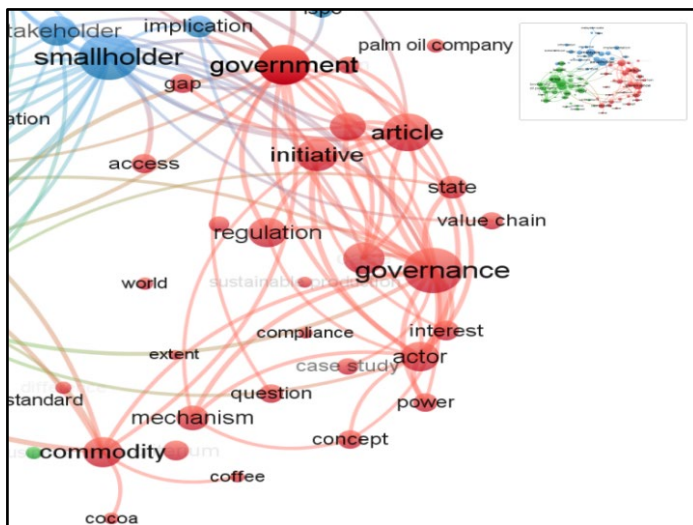 takeholder
implication
smallholder
government
palm oil company
gap
ation
article
access
initiative
state
value chain
regulation
governance
sustainable production
world
compliance
interest
extent
actor
case study
standard
question
power
mechanism
concept
commodity
coffee
cocoa